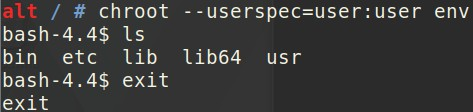 alt / # chroot --userspec=user:user env
bash-4.4$ ls
bin  etc  lib  lib64  usr
bash-4.4$ exit
exit